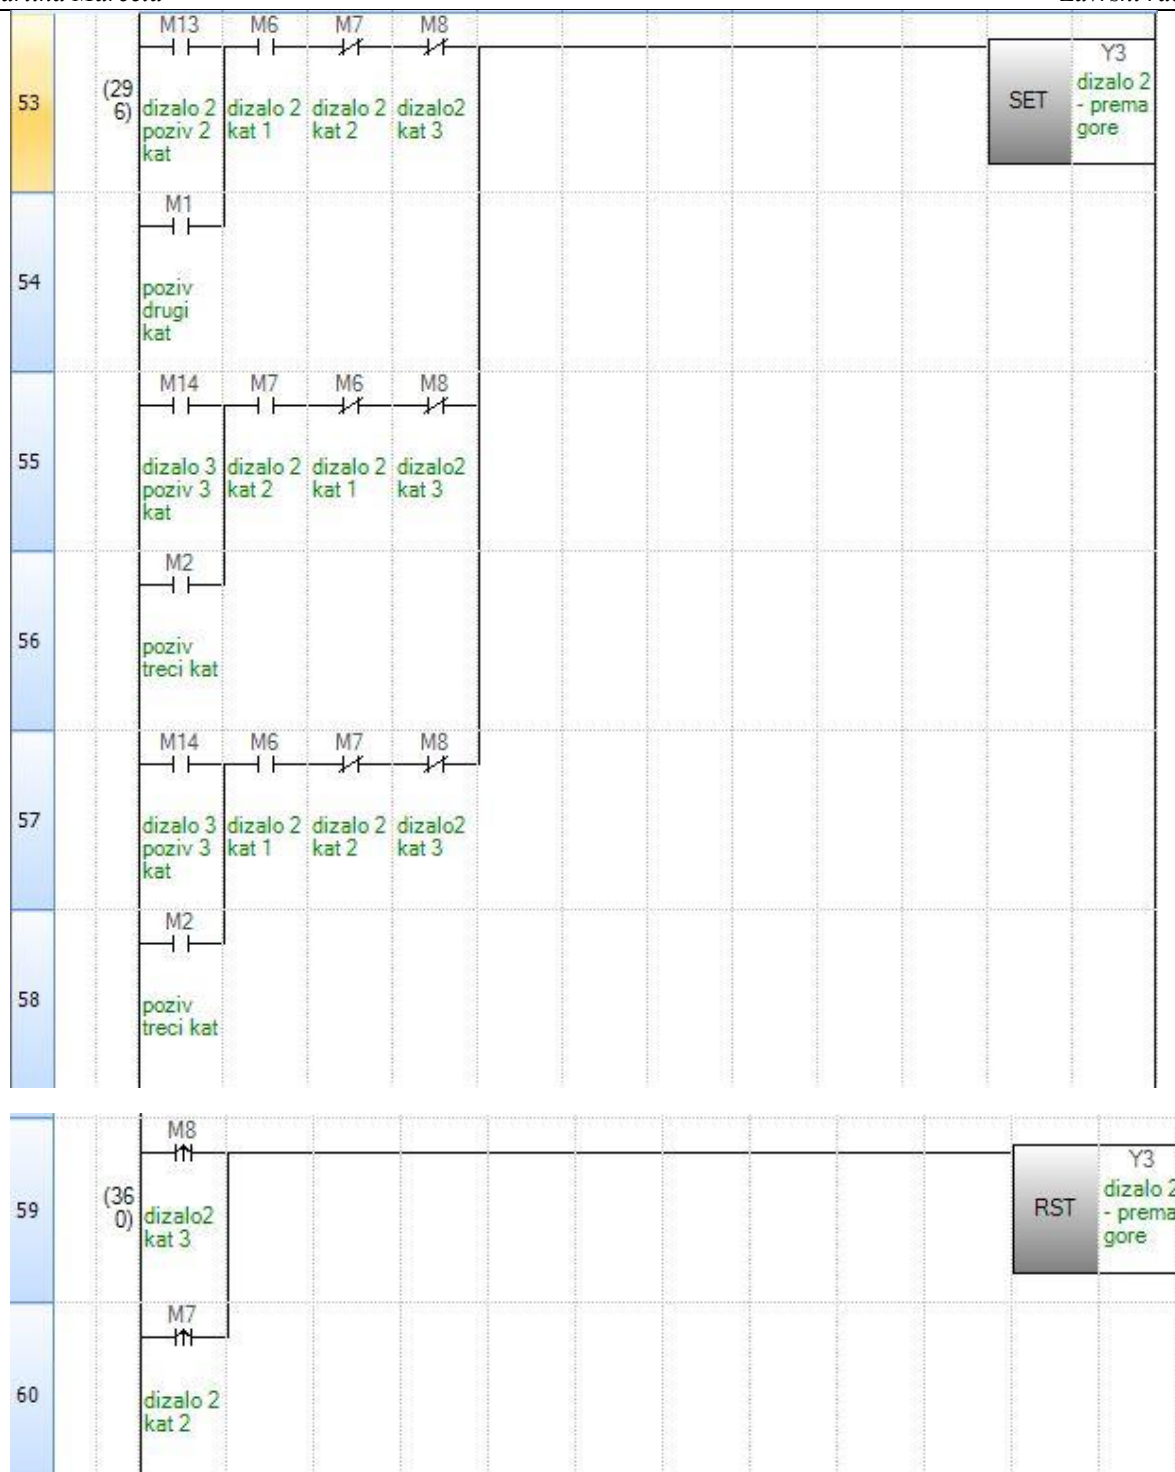 M13 M6 M7 M8 Y3
53 (29
6) dizalo 2
poziv 2
kat dizalo 2
kat 1 dizalo 2
kat 2 dizalo2
kat 3 SET dizalo 2
- prema
gore
M1
54 poziv
drugi
kat
M14 M7 M6 M8
55 dizalo 3
poziv 3
kat dizalo 2
kat 2 dizalo 2
kat 1 dizalo2
kat 3
M2
56 poziv
treci kat
M14 M6 M7 M8
57 dizalo 3
poziv 3
kat dizalo 2
kat 1 dizalo 2
kat 2 dizalo2
kat 3
M2
58 poziv
treci kat
M8 Y3
59 (36
0) dizalo2
kat 3 RST dizalo 2
- prema
gore
M7
60 dizalo 2
kat 2